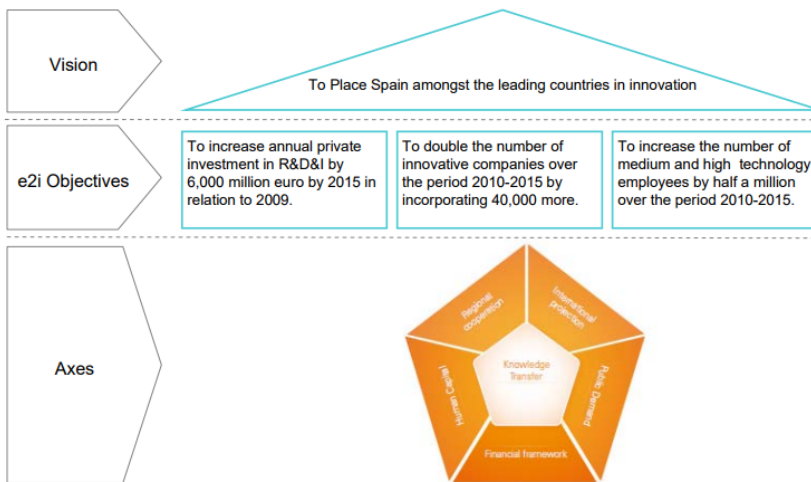 Vision
To Place Spain amongst the leading countries in innovation
e2i Objectives
To increase annual private
investment in R&D&I by
6,000 million euro by 2015 in
relation to 2009.
To double the number of
innovative companies over
the period 2010-2015 by
incorporating 40,000 more.
To increase the number of
medium and high technology
employees by half a million
over the period 2010-2015.
Axes
Regional
cooperation
International
projection
Knowledge
Transfer
Human Capital
Public Demand
Financial framework